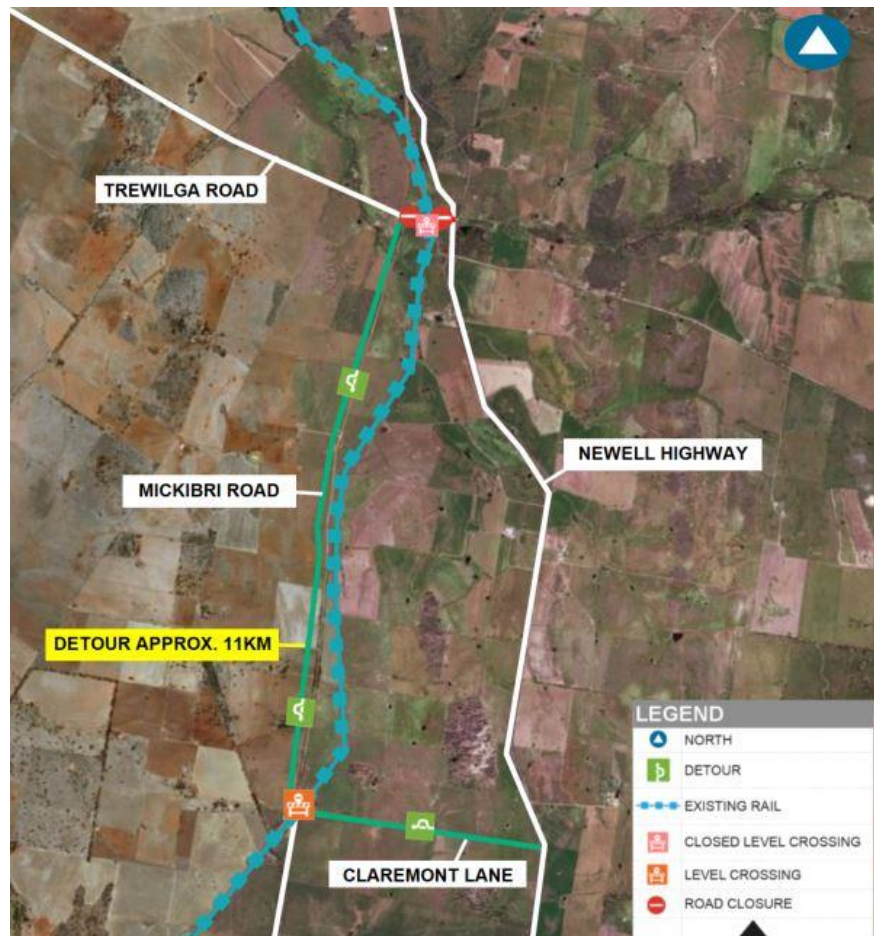 TREWILGA ROAD
NEWELL HIGHWAY
MICKIBRI ROAD
DETOUR APPROX. 11KM
CLAREMONT LANE
LEGEND
NORTH
DETOUR
EXISTING RAIL
CLOSED LEVEL CROSSING
LEVEL CROSSING
ROAD CLOSURE